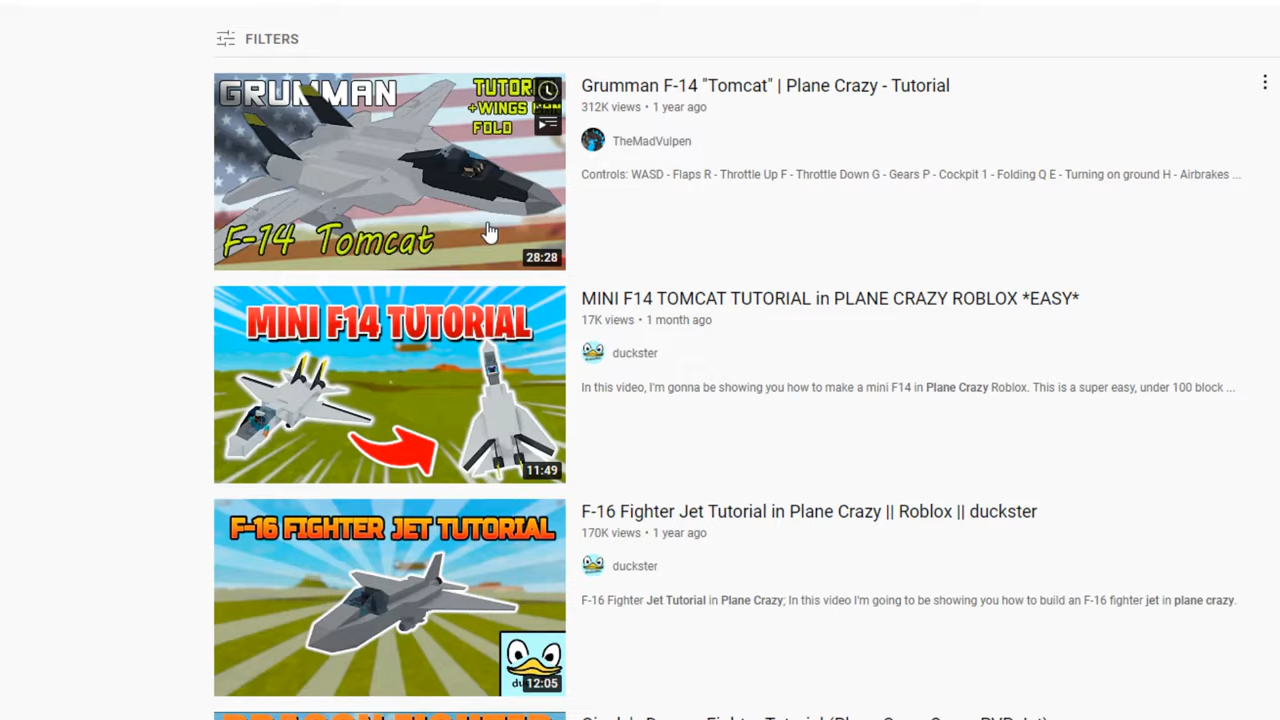 FILTERS
GRUMMAN
TUTOR
+WINGS CAN
FOLD
F-14 Tomcat
28:28
Grumman F-14 "Tomcat" | Plane Crazy - Tutorial
312K views • 1 year ago
TheMadVulpen
Controls: WASD - Flaps R - Throttle Up F - Throttle Down G - Gears P - Cockpit 1 - Folding Q E - Turning on ground H - Airbrakes ...
MINI F14 TUTORIAL
11:49
MINI F14 TOMCAT TUTORIAL in PLANE CRAZY ROBLOX *EASY*
17K views • 1 month ago
duckster
In this video, I'm gonna be showing you how to make a mini F14 in Plane Crazy Roblox. This is a super easy, under 100 block ...
F-16 FIGHTER JET TUTORIAL
12:05
F-16 Fighter Jet Tutorial in Plane Crazy || Roblox || duckster
170K views • 1 year ago
duckster
F-16 Fighter Jet Tutorial in Plane Crazy; In this video I'm going to be showing you how to build an F-16 fighter jet in plane crazy.